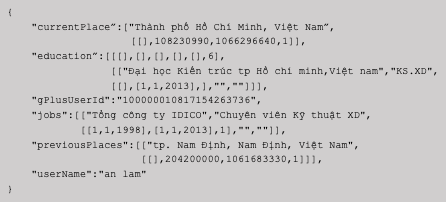 {
"currentPlace":["Thành phố Hồ Chí Minh, Việt Nam",
[[],108230990,1066296640,1]],
"education":[[[],[],[],[],[],6],
[["Đại học Kiến trúc tp Hồ chí minh,Việt nam","KS.XD",
[],[1,1,2013],],"",""]],
"gPlusUserId":"100000108171542637 36",
"jobs":[["Tổng công ty IDICO","Chuyên viên Kỹ thuật XD",
[[1,1,1998],[1,1,2013],1],"",""]],
"previousPlaces":[["tp. Nam Định, Nam Định, Việt Nam",
[[],204200000,1061683330,1]]],
"userName":"an lam"
}